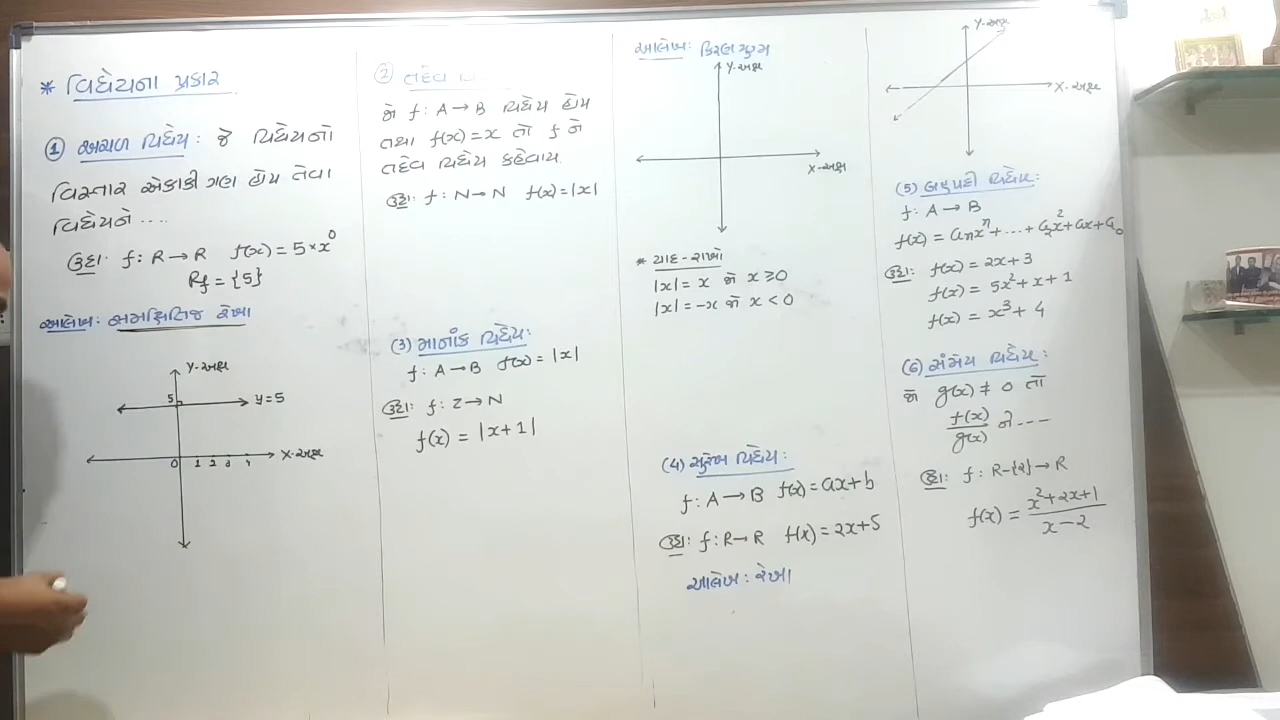 * વિધેયના પ્રકાર
① અચળ વિધેય: જે વિધેયનો
વિસ્તાર એકાકી ગણ હોય તેવા
વિધેયને ....
ઉદા: f: R→R f(x) = 5×x⁰
Rf = {5}
આલેખ: સમક્ષિતિજ રેખા
Y-અક્ષ
5
y=5
0 1 2 3 4 X-અક્ષ
② તદેવ વિ
જો f: A→B વિધેય હોય
તથા f(x)=x તો f ને
તદેવ વિધેય કહેવાય.
ઉદા: f: N→N f(x)=|x|
(3) માનાંક વિધેય:
f: A→B f(x) = |x|
ઉદા: f: Z→N
f(x) = |x+1|
આલેખ: કિરણ યુગ્મ
Y-અક્ષ
X-અક્ષ
* યાદ-રાખો
|x| = x જો x ≥0
|x| = -x જો x < 0
(4) સુરેખ વિધેય:
f: A→B f(x)=ax+b
ઉદા: f:R→R f(x)=2x+5
આલેખ: રેખા
Y-અક્ષ
X-અક્ષ
(5) બહુપદી વિધેય:
f: A→B
f(x) = aₙxⁿ+...+a₂x²+ax+a₀
ઉદા: f(x) = 2x+3
f(x) = 5x²+x+1
f(x) = x³+4
(6) સંમેય વિધેય:
જો g(x) ≠ 0 તો
f(x)/g(x) ને ----
ઉદા: f: R-{2}→R
f(x) = x²+2x+1/x-2